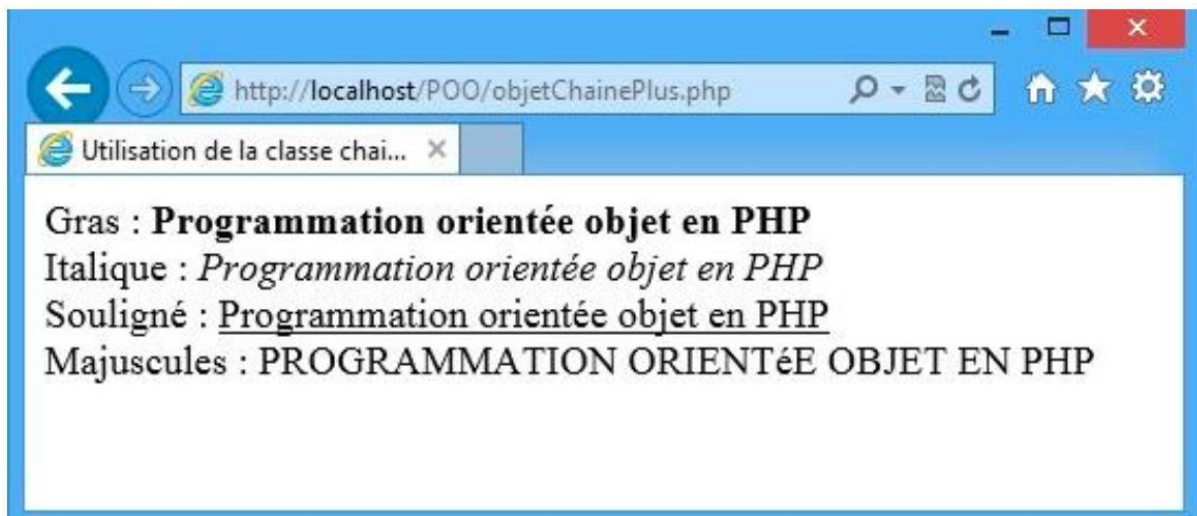 http://localhost/POO/objetChainePlus.php
Utilisation de la classe chai...
Gras : Programmation orientée objet en PHP
Italique : Programmation orientée objet en PHP
Souligné : Programmation orientée objet en PHP
Majuscules : PROGRAMMATION ORIENTéE OBJET EN PHP